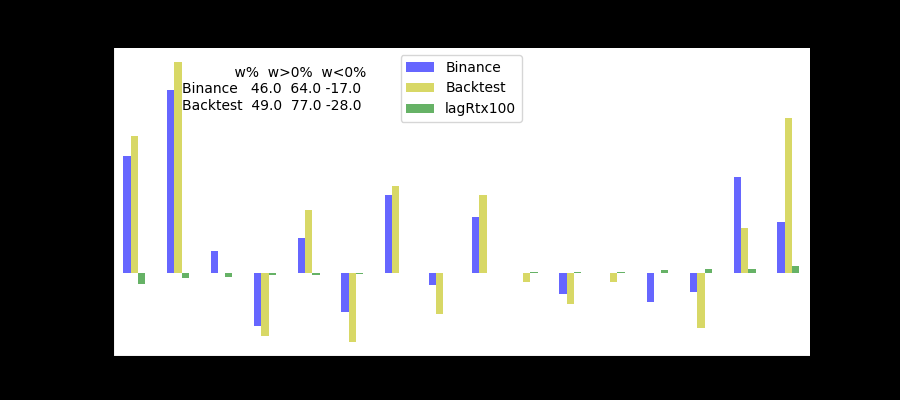 w% w>0% w<0%
Binance 46.0 64.0 -17.0
Backtest 49.0 77.0 -28.0
Binance
Backtest
lagRtx100